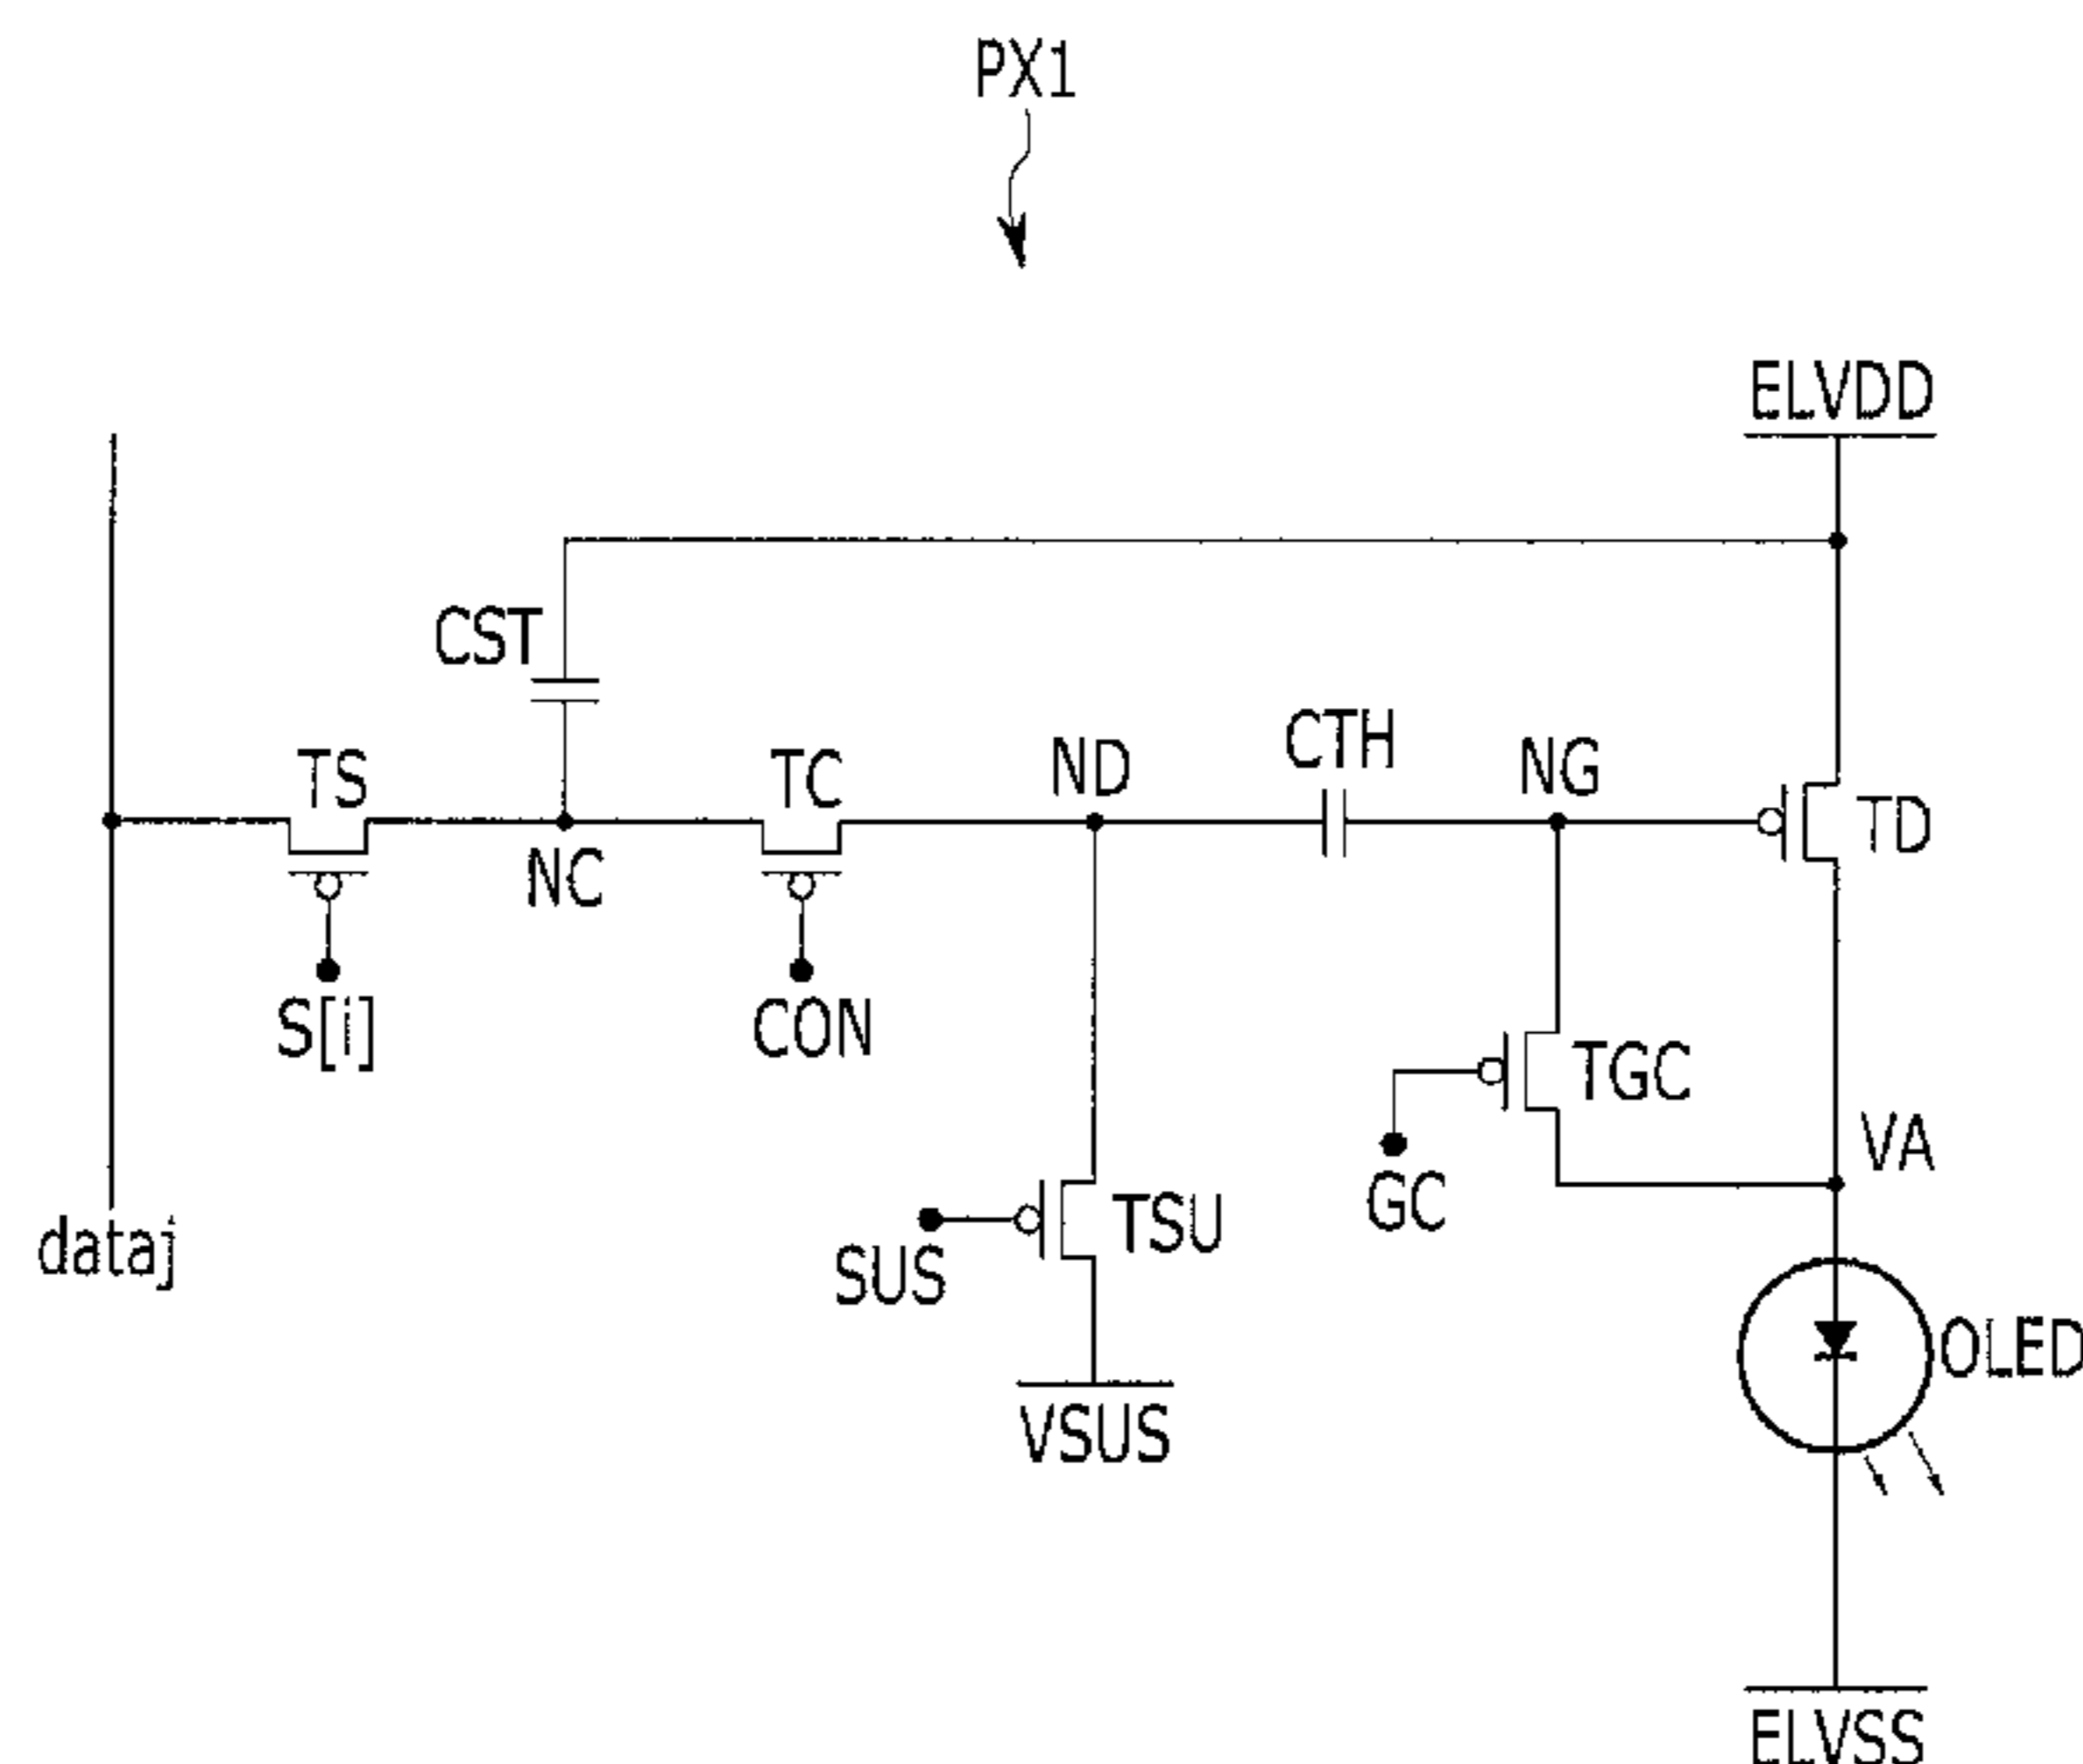 PX1
ELVDD
CST
TS
TC
ND
CTH
NG
TD
NC
S[i]
CON
TGC
VA
GC
dataj
SUS
TSU
OLED
VSUS
ELVSS